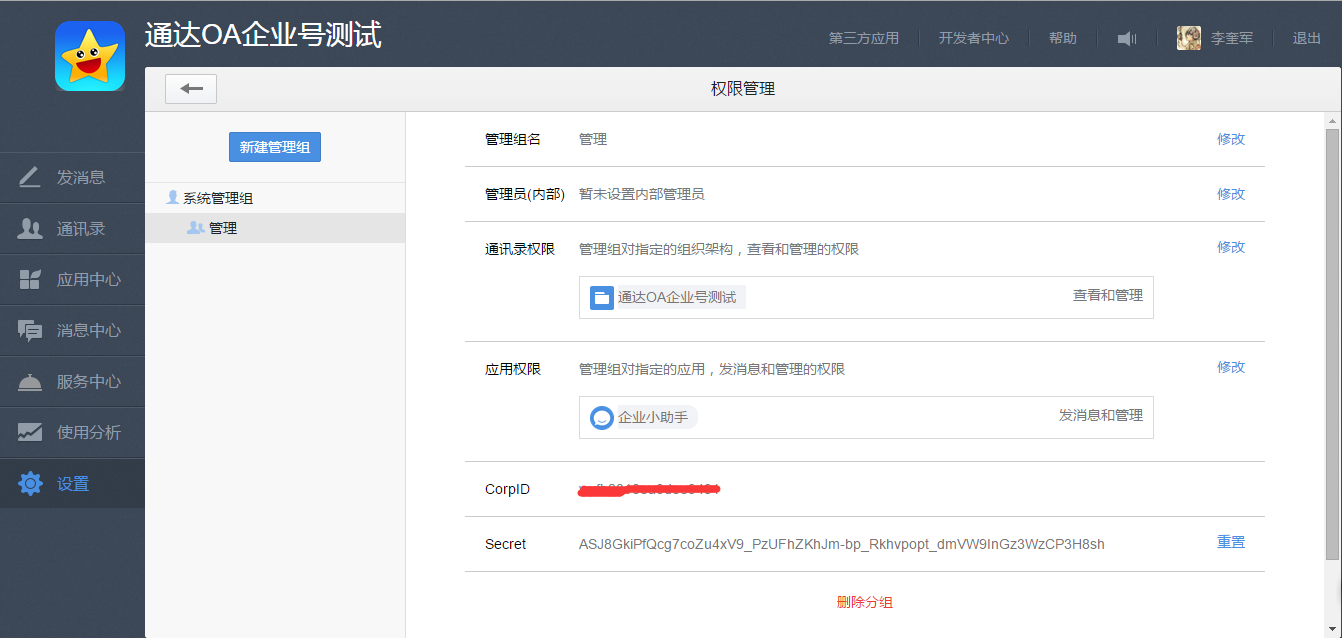 通达OA企业号测试
第三方应用 开发者中心 帮助 李奎军 退出
权限管理
发消息
通讯录
应用中心
消息中心
服务中心
使用分析
设置
新建管理组
系统管理组
管理
管理组名 管理 修改
管理员(内部) 暂未设置内部管理员 修改
通讯录权限 管理组对指定的组织架构，查看和管理的权限 修改
通达OA企业号测试 查看和管理
应用权限 管理组对指定的应用，发消息和管理的权限 修改
企业小助手 发消息和管理
CorpID
Secret ASJ8GkiPfQcg7coZu4xV9_PzUFhZKhJm-bp_Rkhvpopt_dmVW9InGz3WzCP3H8sh 重置
删除分组